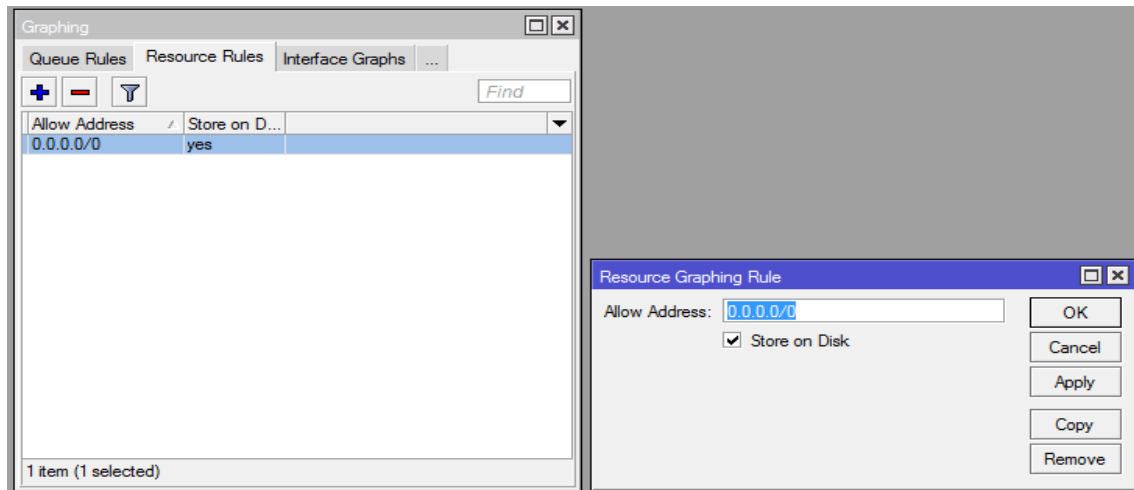 Graphing
Queue Rules Resource Rules Interface Graphs ...
Find
Allow Address Store on D...
0.0.0.0/0 yes
1 item (1 selected)
Resource Graphing Rule
Allow Address: 0.0.0.0/0 OK
Store on Disk Cancel
Apply
Copy
Remove